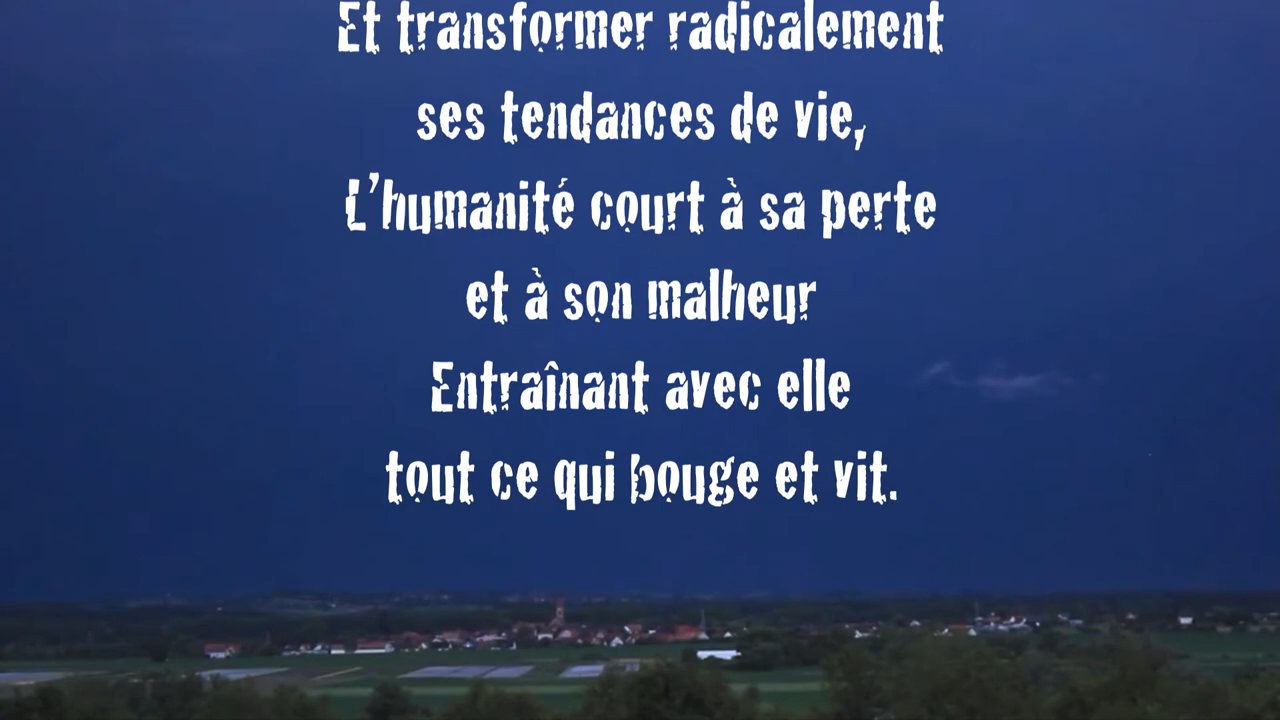 Et transformer radicalement
ses tendances de vie,
L'humanité court à sa perte
et à son malheur
Entraînant avec elle
tout ce qui bouge et vit.